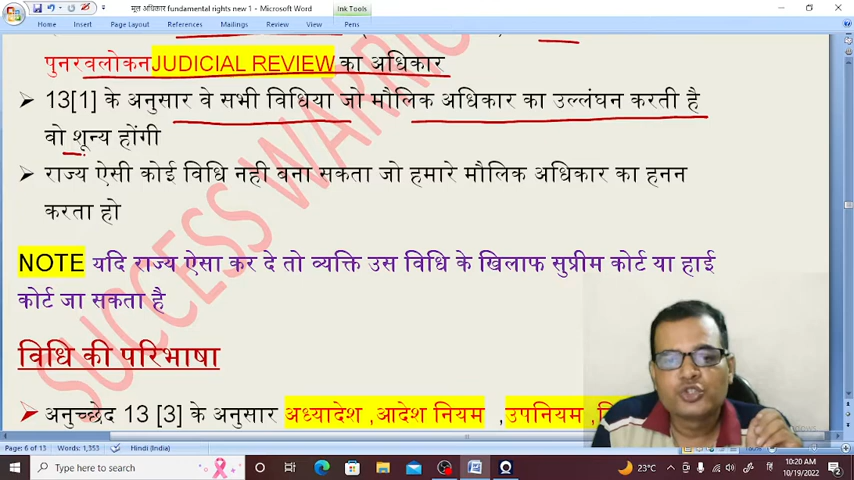 मूल अधिकार fundamental rights new 1 - Microsoft Word
Ink Tools
Home Insert Page Layout References Mailings Review View Pens
पुनरवलोकनJUDICIAL REVIEW का अधिकार
➢ 13[1] के अनुसार वे सभी विधिया जो मौलिक अधिकार का उल्लंघन करती है
वो शून्य होंगी
➢ राज्य ऐसी कोई विधि नही बना सकता जो हमारे मौलिक अधिकार का हनन
करता हो
NOTE यदि राज्य ऐसा कर दे तो व्यक्ति उस विधि के खिलाफ सुप्रीम कोर्ट या हाई
कोर्ट जा सकता है
SUCCESS WARRIO
विधि की परिभाषा
➢ अनुच्छेद 13 [3] के अनुसार अध्यादेश ,आदेश नियम ,उपनियम ,
Page: 6 of 13 Words: 1,353 Hindi (India)
Type here to search
23°C
10:20 AM
10/19/2022